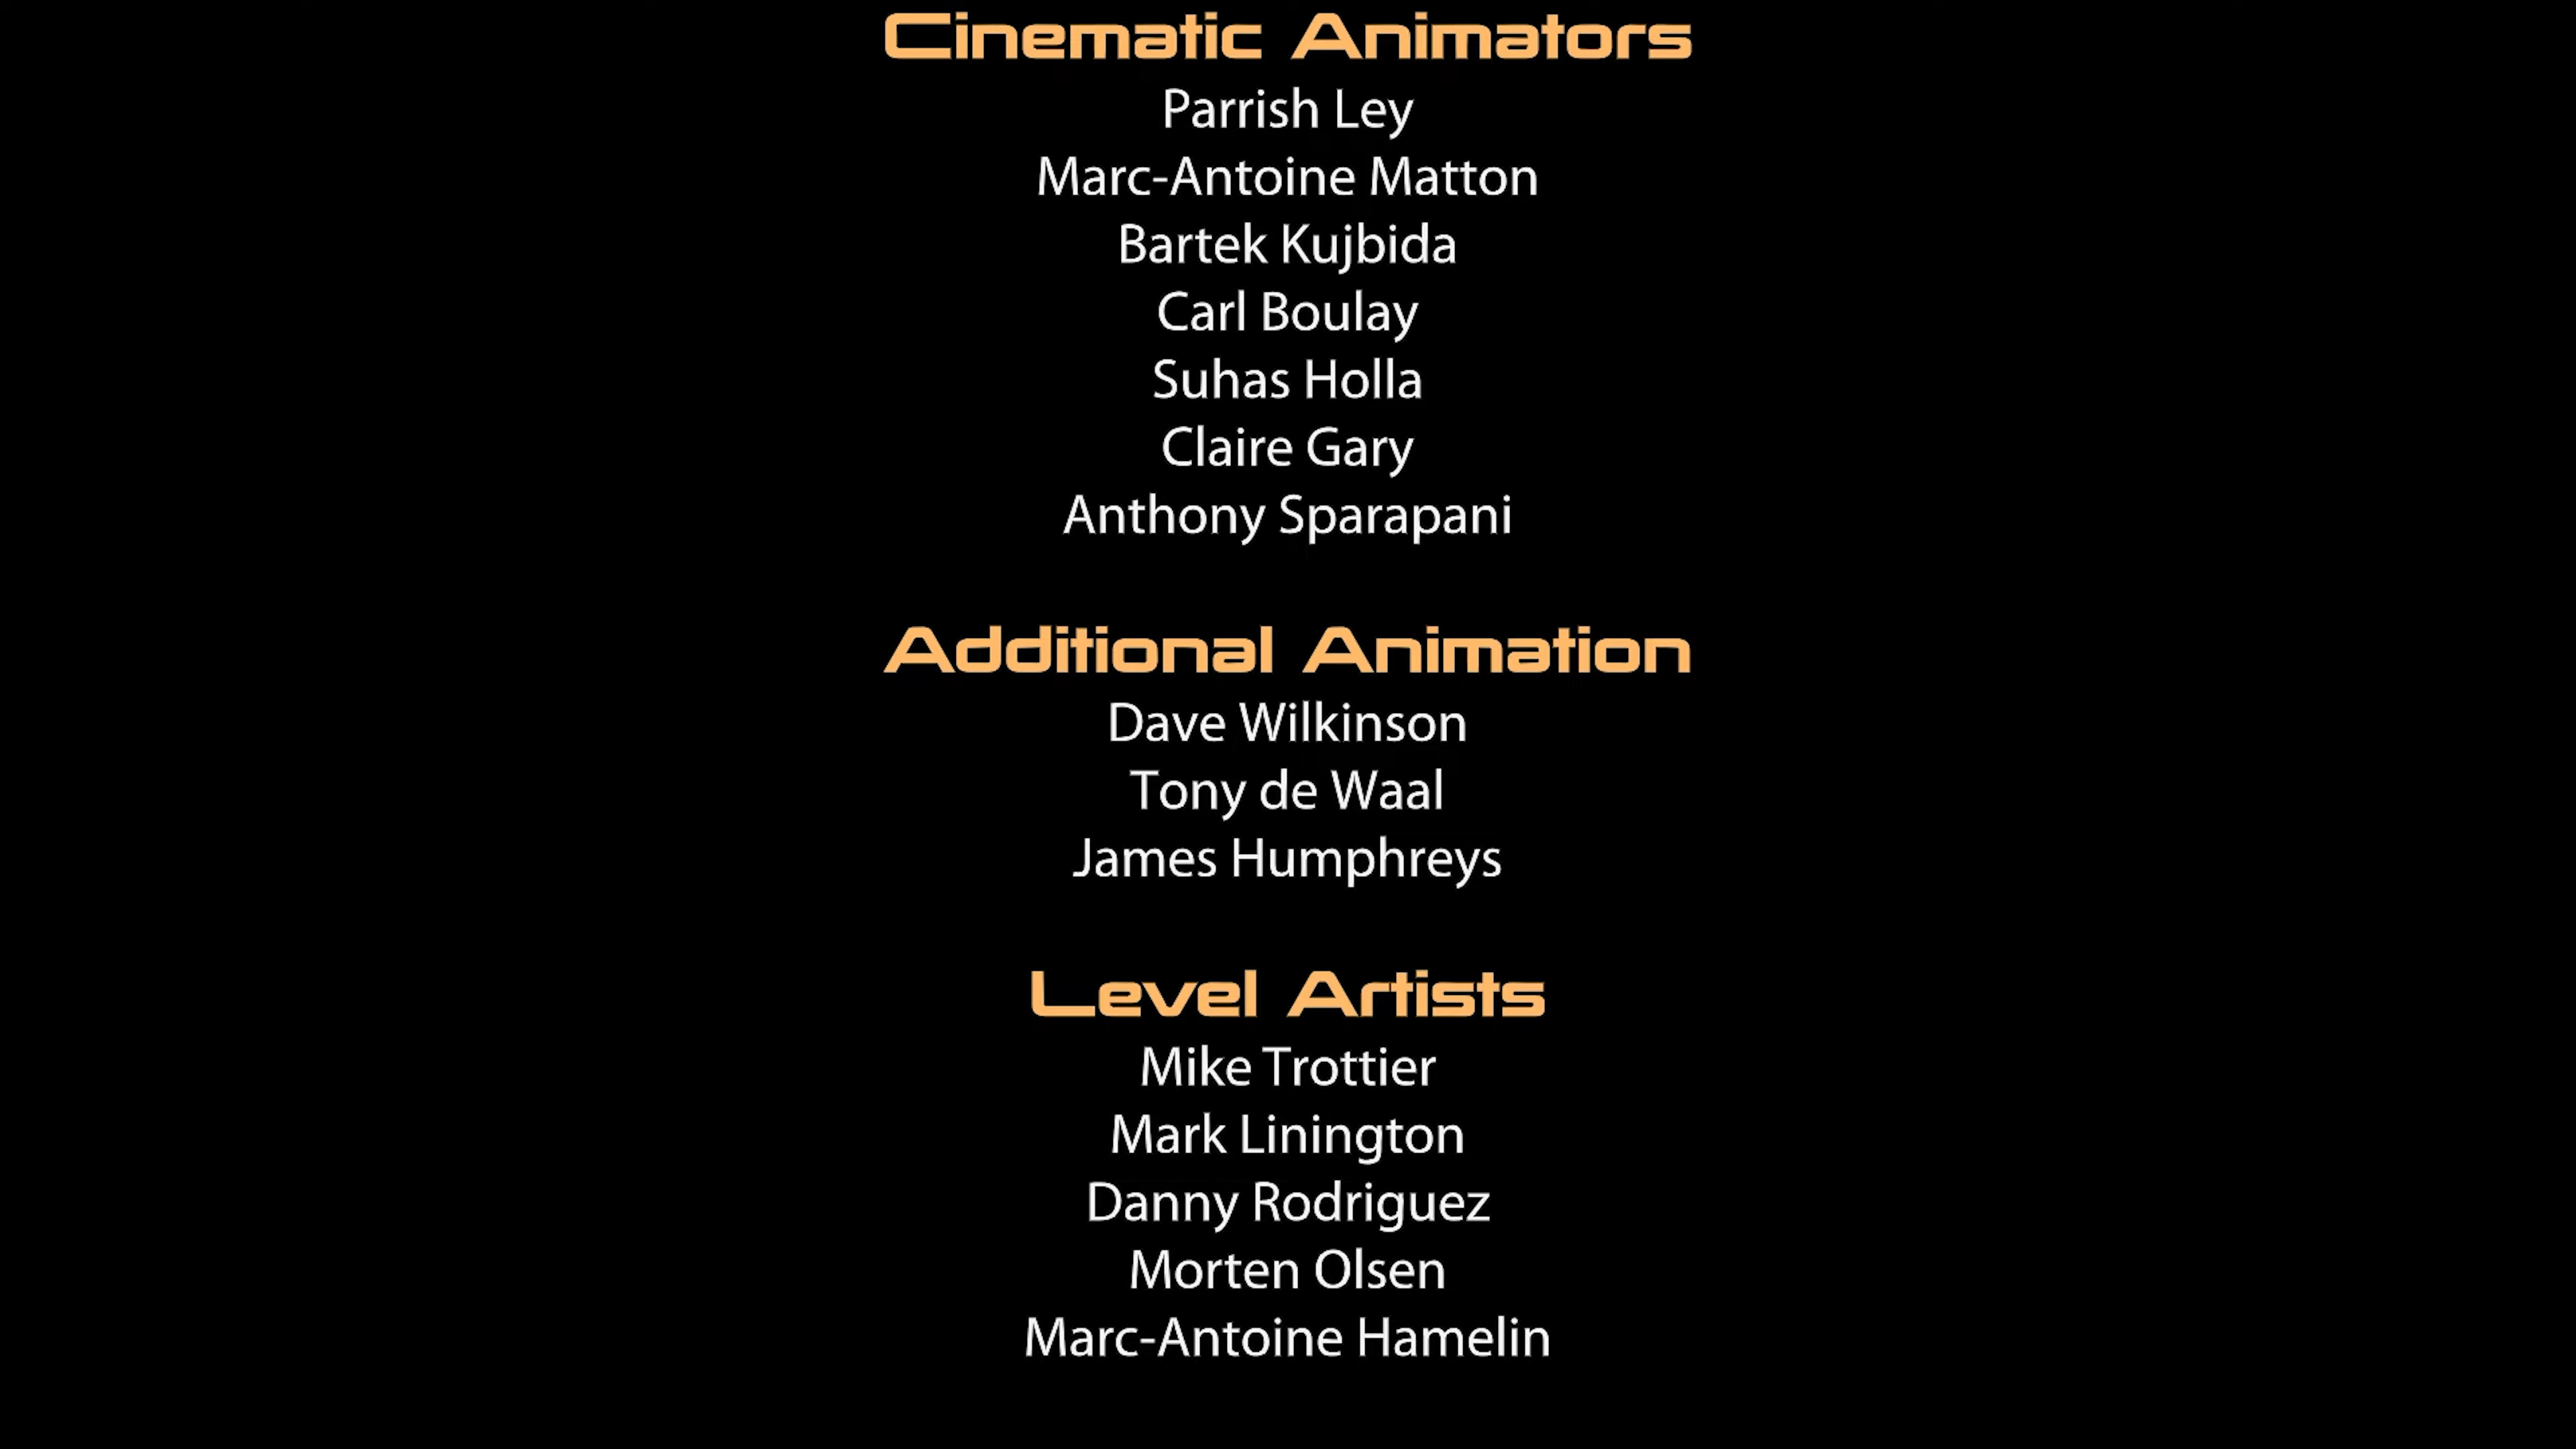 Cinematic Animators
Parrish Ley
Marc-Antoine Matton
Bartek Kujbida
Carl Boulay
Suhas Holla
Claire Gary
Anthony Sparapani
Additional Animation
Dave Wilkinson
Tony de Waal
James Humphreys
Level Artists
Mike Trottier
Mark Linington
Danny Rodriguez
Morten Olsen
Marc-Antoine Hamelin